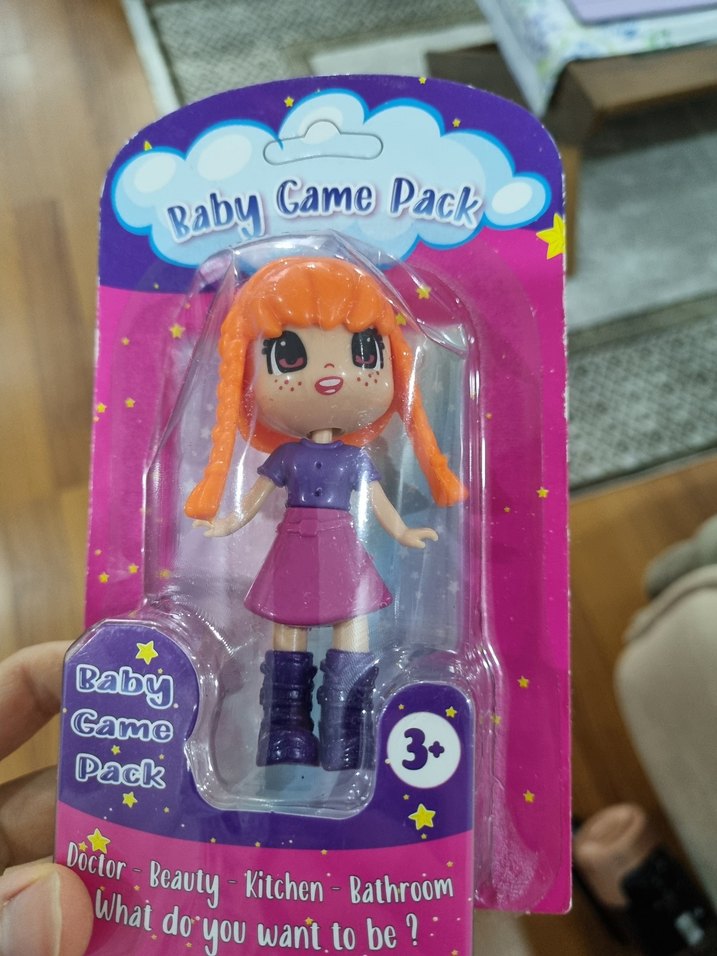 Baby Game Pack
Baby
Game
Pack
3+
Doctor - Beauty - Kitchen - Bathroom
What do you want to be ?